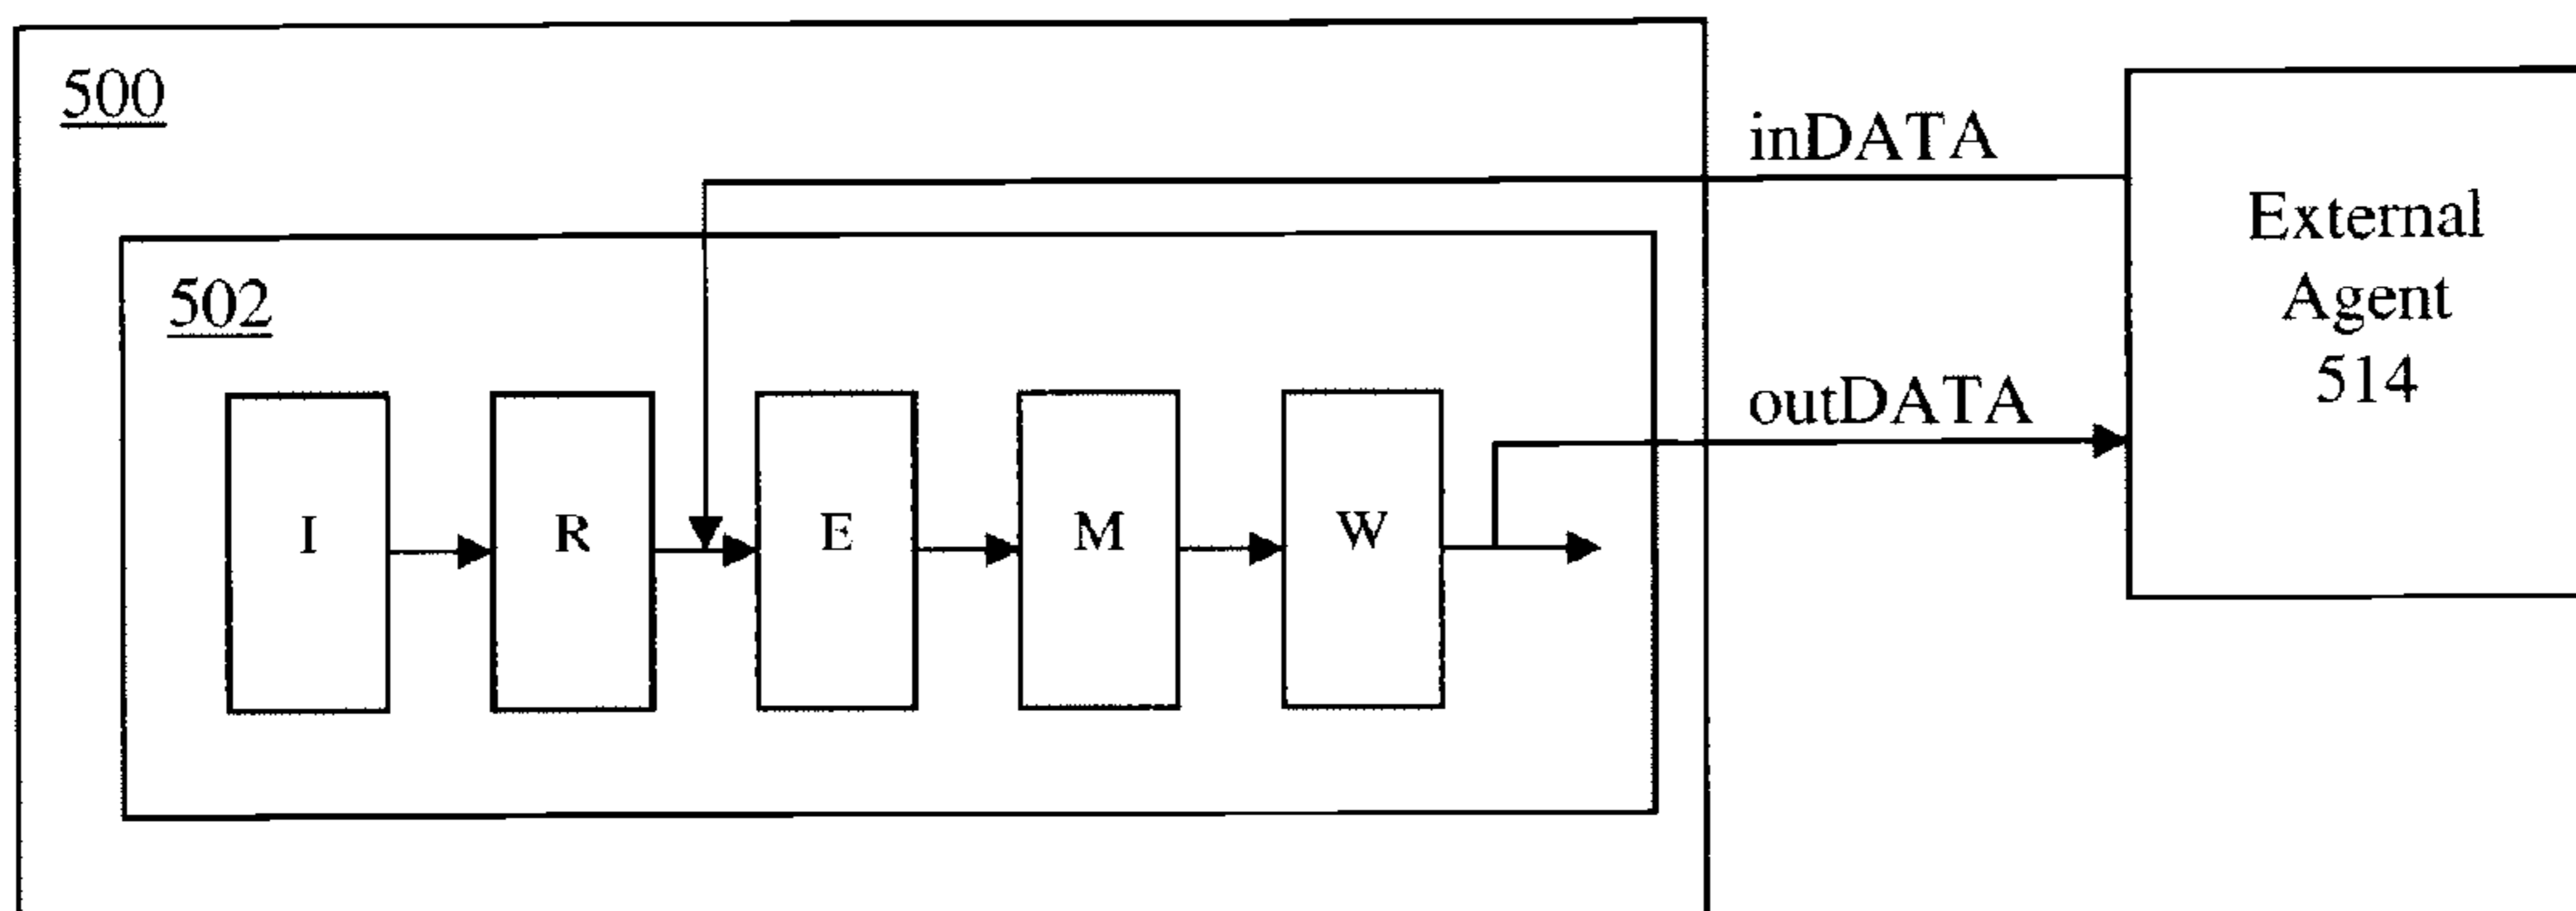 500
inDATA
External
Agent
514
502
outDATA
I
R
E
M
W